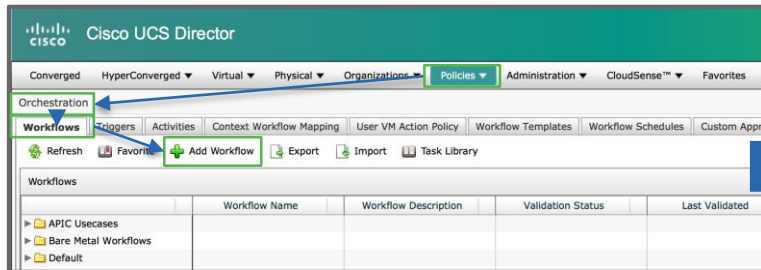 CISCO Cisco UCS Director
Converged HyperConverged Virtual Physical Organizations Policies Administration CloudSense™ Favorites
Orchestration
Workflows Triggers Activities Context Workflow Mapping User VM Action Policy Workflow Templates Workflow Schedules Custom Appr
Refresh Favorite Add Workflow Export Import Task Library
Workflows
Workflow Name Workflow Description Validation Status Last Validated
APIC Usecases
Bare Metal Workflows
Default